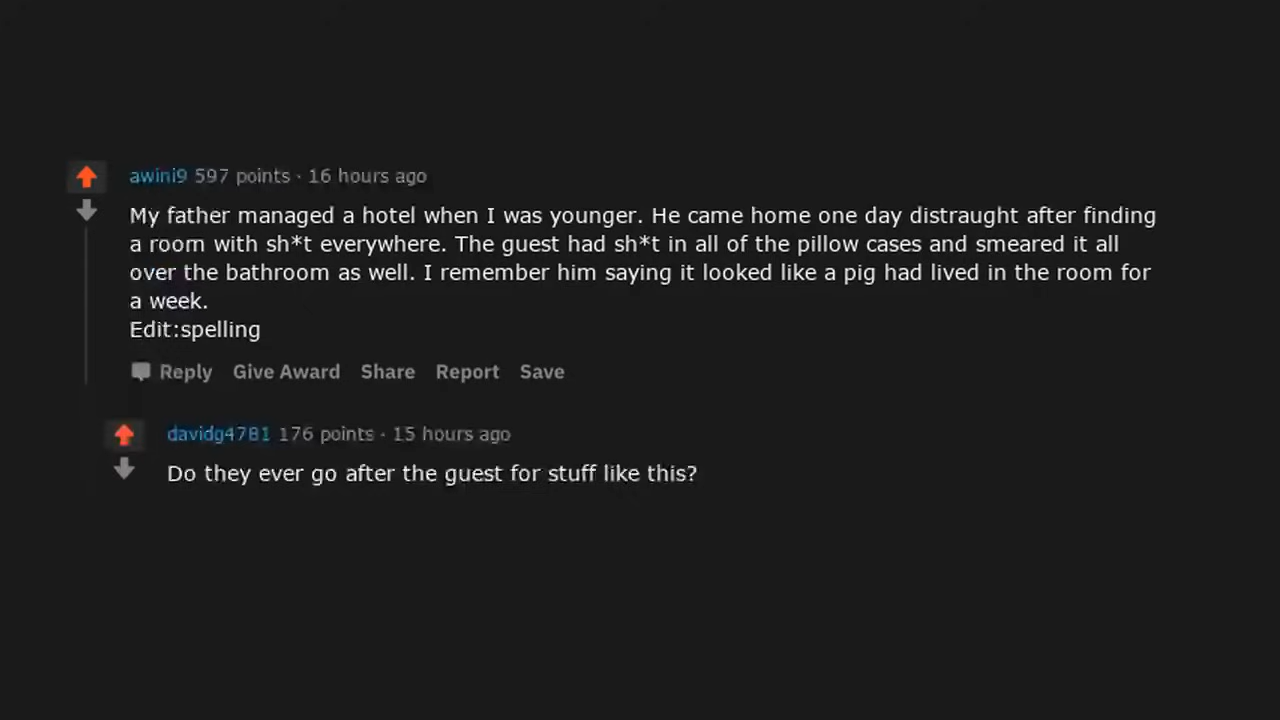 awini9 597 points · 16 hours ago
My father managed a hotel when I was younger. He came home one day distraught after finding
a room with sh*t everywhere. The guest had sh*t in all of the pillow cases and smeared it all
over the bathroom as well. I remember him saying it looked like a pig had lived in the room for
a week.
Edit:spelling
Reply Give Award Share Report Save
davidg4781 176 points · 15 hours ago
Do they ever go after the guest for stuff like this?